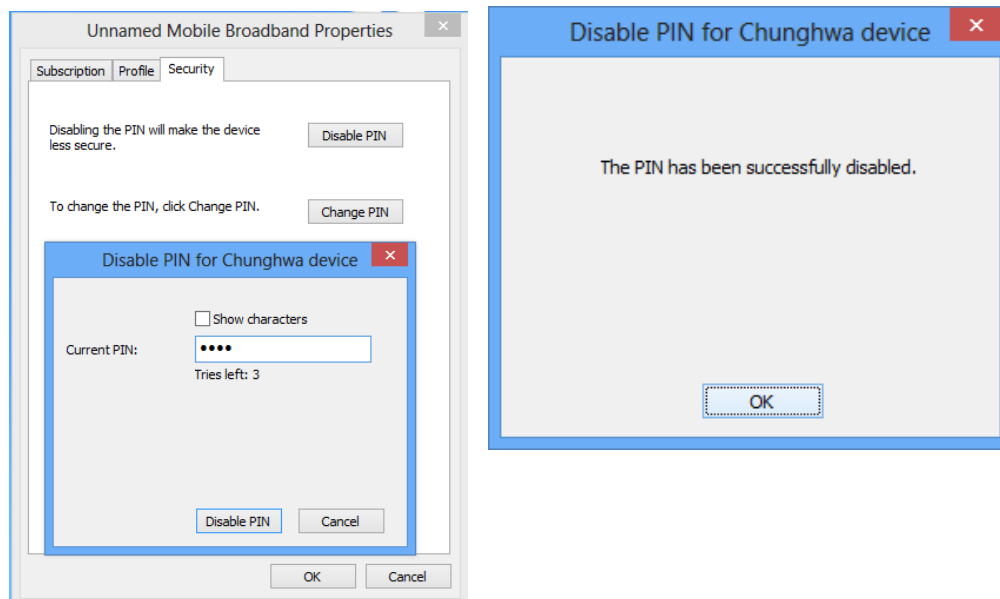 Unnamed Mobile Broadband Properties
Subscription Profile Security
Disabling the PIN will make the device
less secure.
Disable PIN
To change the PIN, click Change PIN.
Change PIN
Disable PIN for Chunghwa device
Show characters
Current PIN: ••••
Tries left: 3
Disable PIN Cancel
OK Cancel
Disable PIN for Chunghwa device
The PIN has been successfully disabled.
OK